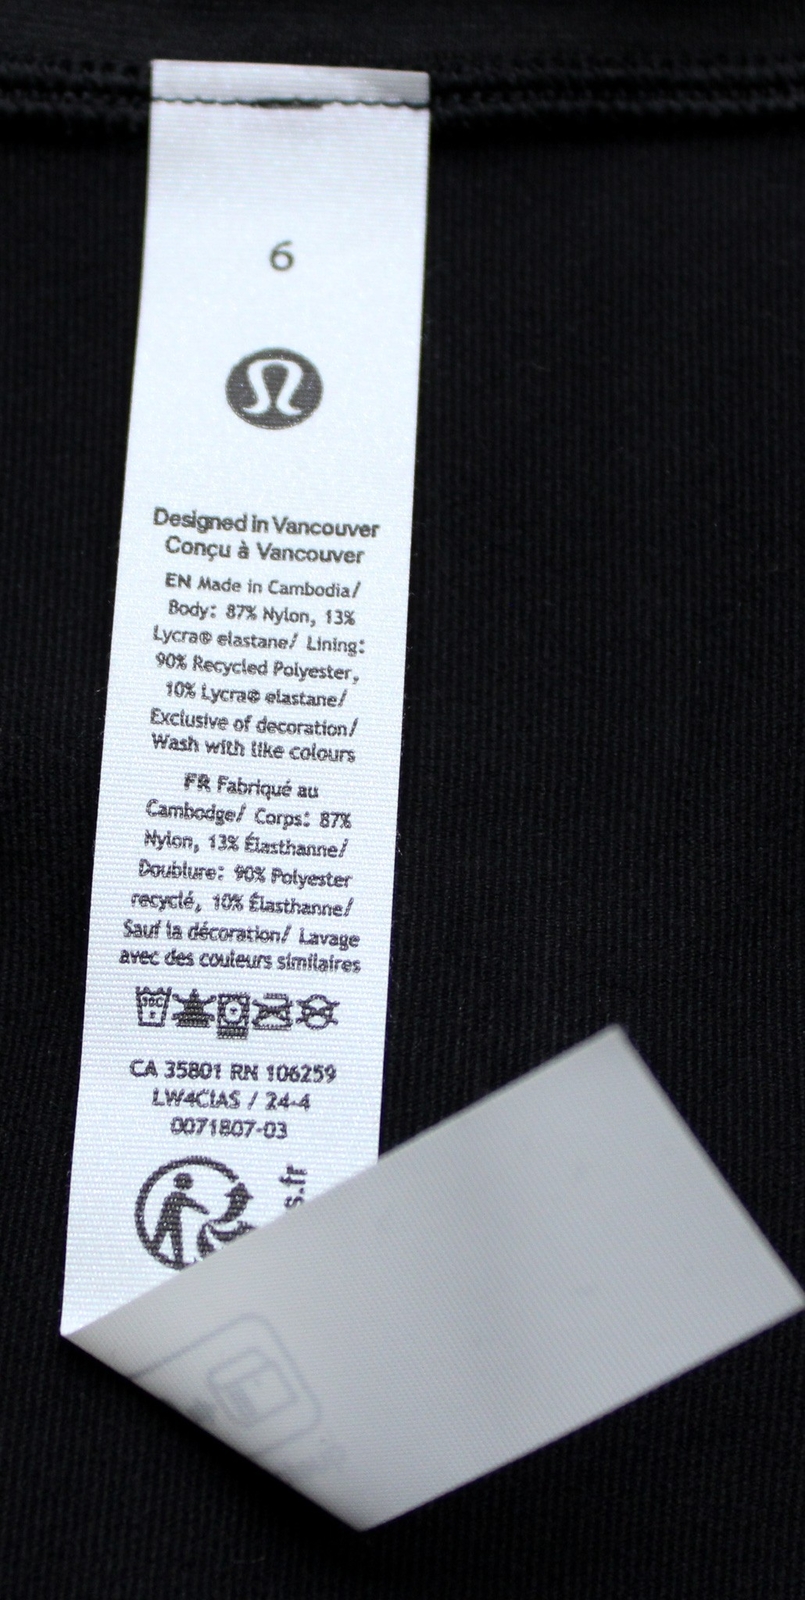 6
Designed in Vancouver
Conçu à Vancouver
EN Made in Cambodia/
Body: 87% Nylon, 13%
Lycra® elastane/ Lining:
90% Recycled Polyester,
10% Lycra® elastane/
Exclusive of decoration/
Wash with like colours
FR Fabriqué au
Cambodge/ Corps: 87%
Nylon, 13% Élasthanne/
Doublure: 90% Polyester
recyclé, 10% Élasthanne/
Sauf la décoration/ Lavage
avec des couleurs similaires
30C
CA 35801 RN 106259
LW4CIAS / 24-4
0071807-03
s.fr